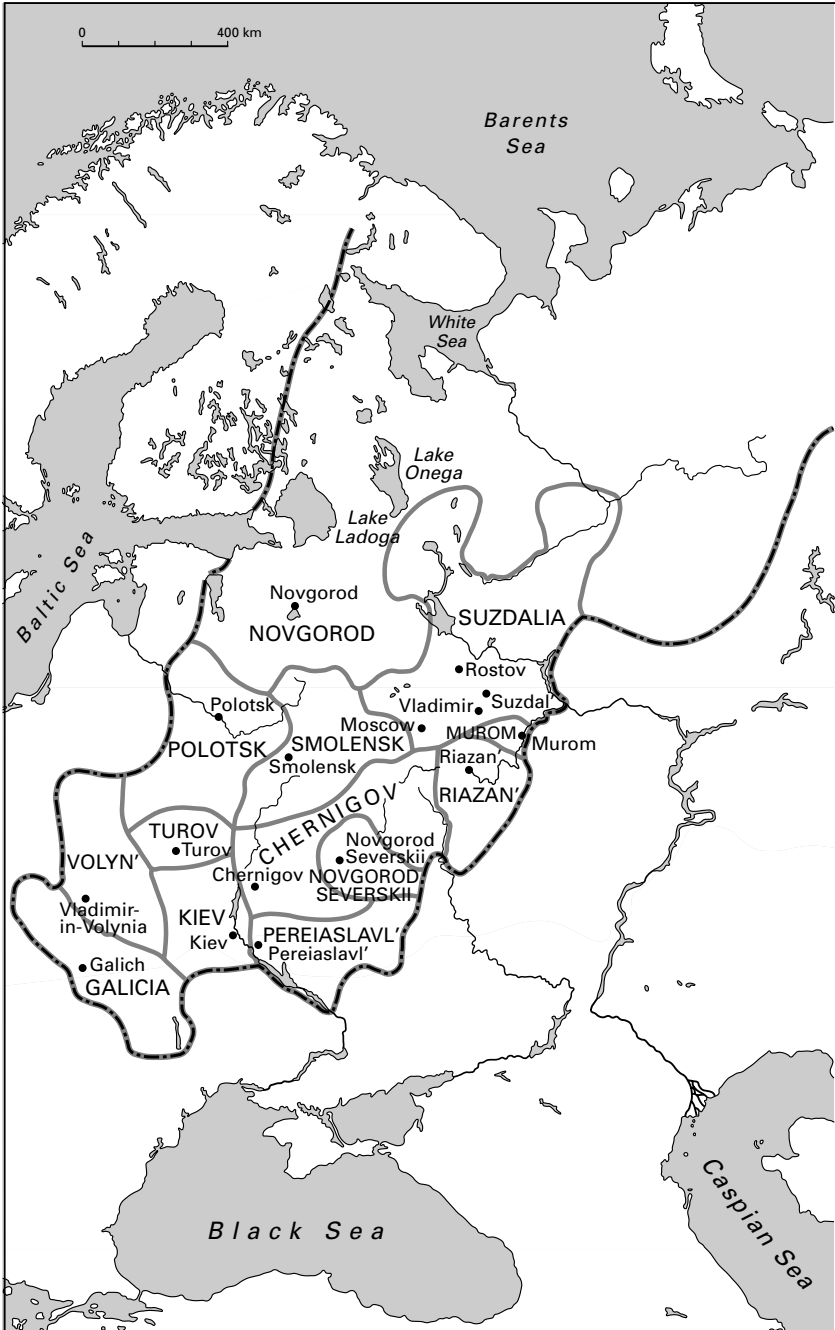 0 400 km
Barents
Sea
White
Sea
Lake
Onega
Lake
Ladoga
Baltic Sea
Novgorod
NOVGOROD
SUZDALIA
Rostov
Polotsk
Vladimir
Suzdal'
Moscow
MUROM
Murom
POLOTSK
SMOLENSK
Smolensk
Riazan'
RIAZAN'
CHERNIGOV
TUROV
Turov
Novgorod
Severskii
VOLYN'
Chernigov
NOVGOROD
SEVERSKII
Vladimir-
in-Volynia
KIEV
Kiev
PEREIASLAVL'
Pereiaslavl'
Galich
GALICIA
Black Sea
Caspian Sea